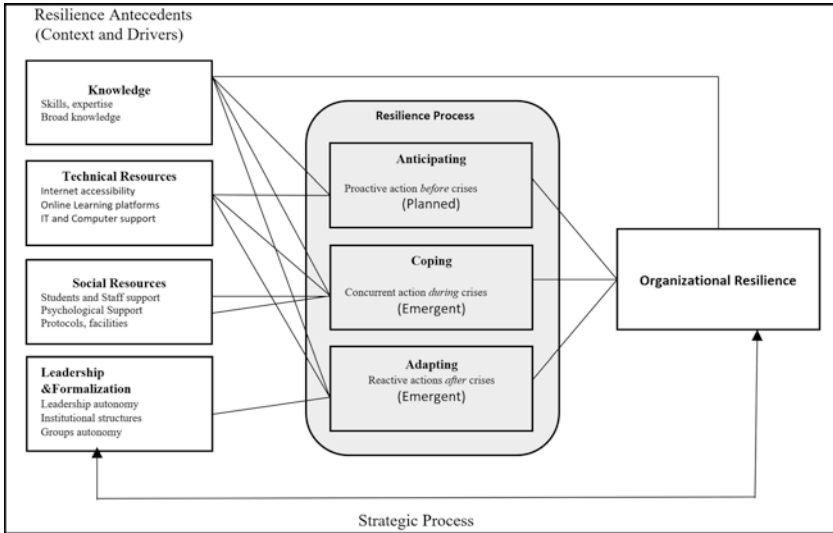 Resilience Antecedents
(Context and Drivers)
Knowledge
Skills, expertise
Broad knowledge
Technical Resources
Internet accessibility
Online Learning platforms
IT and Computer support
Social Resources
Students and Staff support
Psychological Support
Protocols, facilities
Leadership
&Formalization
Leadership autonomy
Institutional structures
Groups autonomy
Resilience Process
Anticipating
Proactive action before crises
(Planned)
Coping
Concurrent action during crises
(Emergent)
Adapting
Reactive actions after crises
(Emergent)
Organizational Resilience
Strategic Process